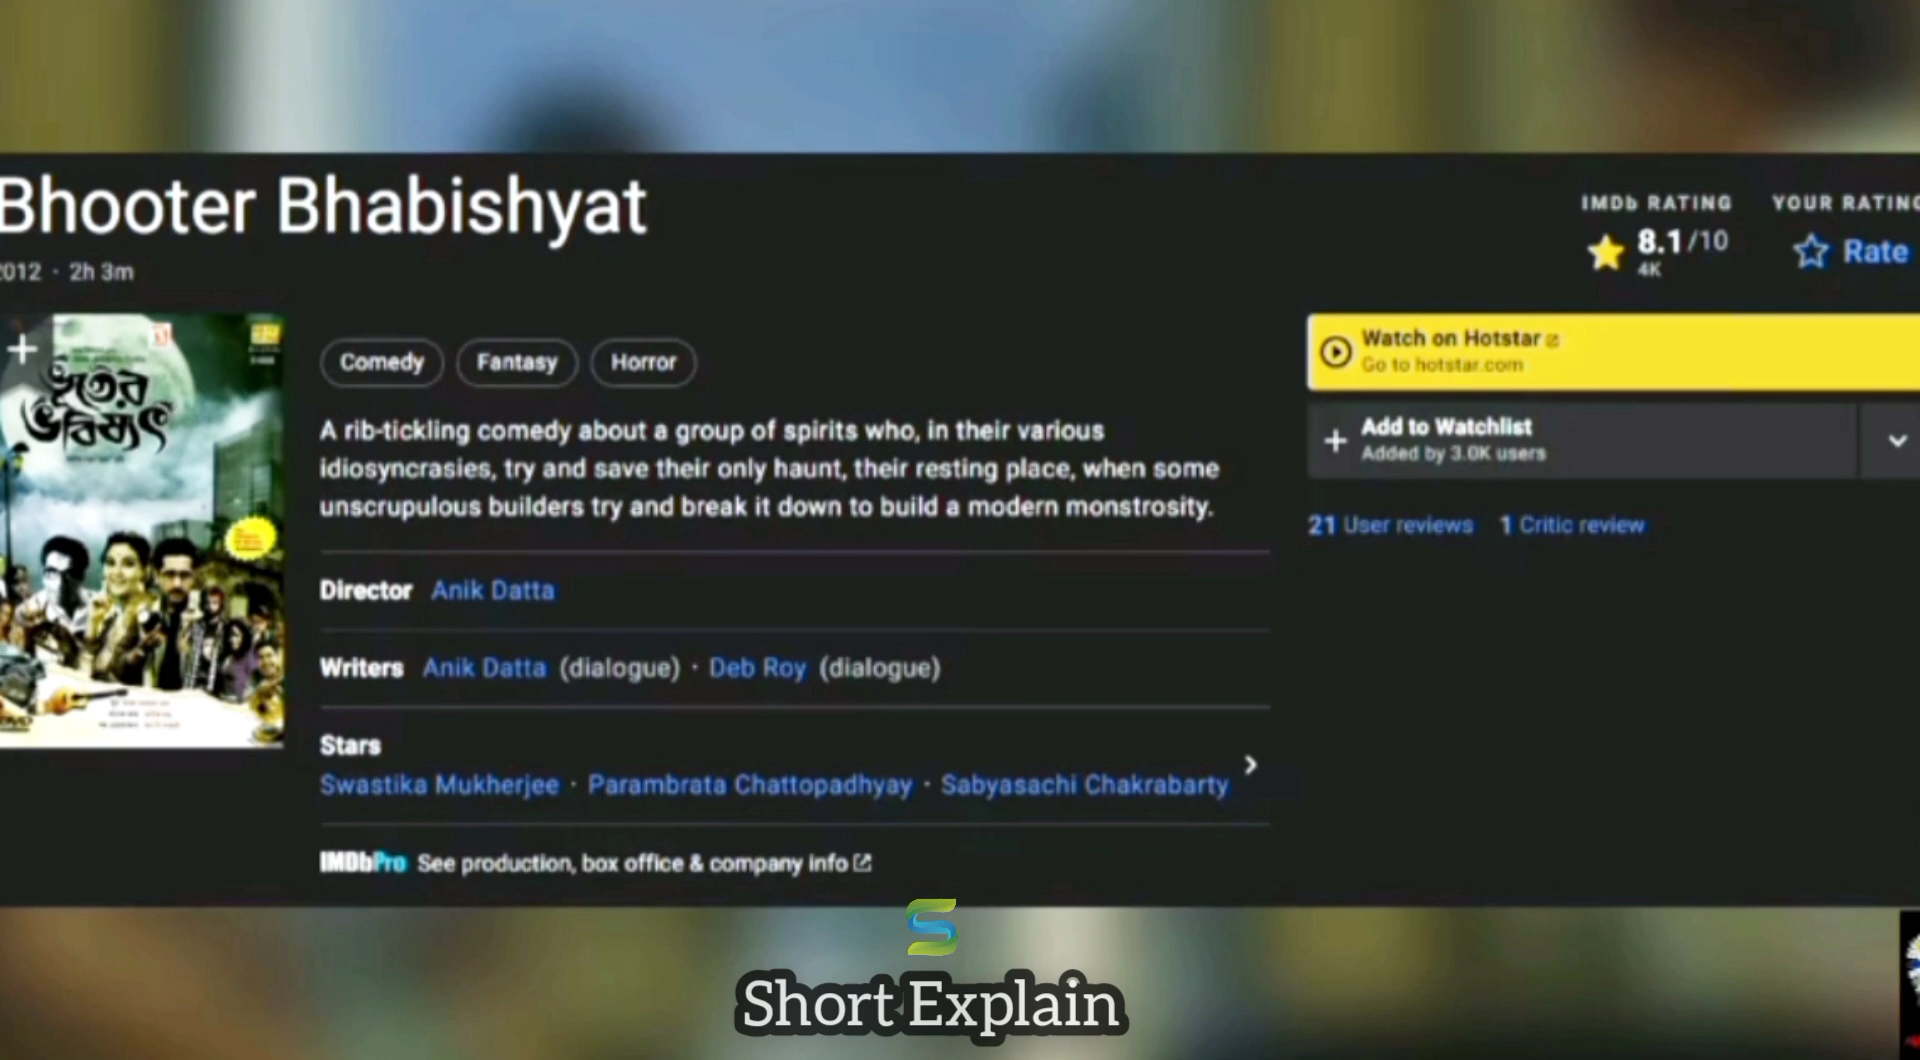 Bhooter Bhabishyat
2012 · 2h 3m
IMDb RATING
8.1/10
4K
YOUR RATING
Rate
ভূতের
ভবিষ্যৎ
Comedy
Fantasy
Horror
A rib-tickling comedy about a group of spirits who, in their various
idiosyncrasies, try and save their only haunt, their resting place, when some
unscrupulous builders try and break it down to build a modern monstrosity.
Director Anik Datta
Writers Anik Datta (dialogue) · Deb Roy (dialogue)
Stars
Swastika Mukherjee · Parambrata Chattopadhyay · Sabyasachi Chakrabarty
IMDbPro See production, box office & company info
Watch on Hotstar
Go to hotstar.com
Add to Watchlist
Added by 3.0K users
21 User reviews 1 Critic review
Short Explain